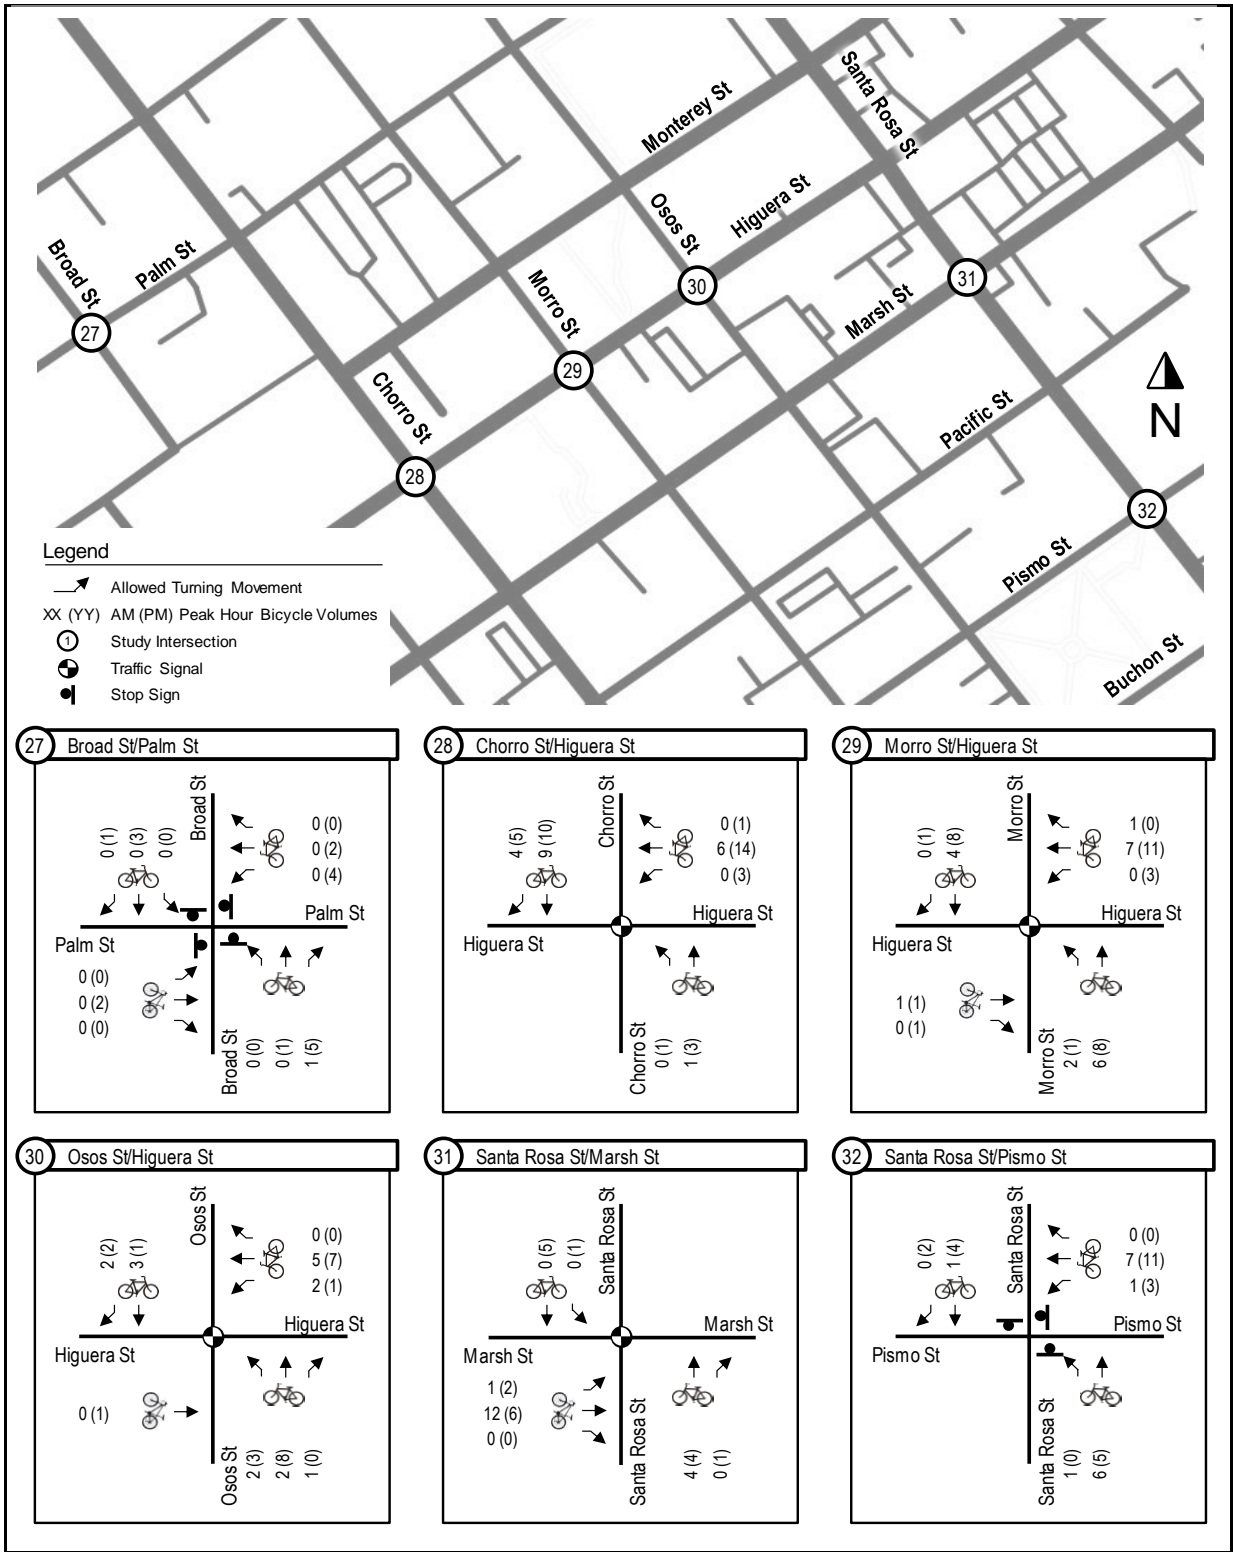 Monterey St
Santa Rosa St
Higuera St
Osos St
Broad St
Palm St
27
30
31
Morro St
Marsh St
29
Chorro St
Pacific St
N
28
32
Pismo St
Buchon St
Legend
Allowed Turning Movement
XX (YY) AM (PM) Peak Hour Bicycle Volumes
1 Study Intersection
Traffic Signal
Stop Sign
27 Broad St/Palm St
0 (1)
0 (3)
0 (0)
Broad St
0 (0)
0 (2)
0 (4)
Palm St
Palm St
0 (0)
0 (2)
0 (0)
Broad St
0 (0)
0 (1)
1 (5)
28 Chorro St/Higuera St
4 (5)
9 (10)
Chorro St
0 (1)
6 (14)
0 (3)
Higuera St
Higuera St
Chorro St
0 (1)
1 (3)
29 Morro St/Higuera St
0 (1)
4 (8)
Morro St
1 (0)
7 (11)
0 (3)
Higuera St
Higuera St
1 (1)
0 (1)
Morro St
2 (1)
6 (8)
30 Osos St/Higuera St
2 (2)
3 (1)
Osos St
0 (0)
5 (7)
2 (1)
Higuera St
Higuera St
0 (1)
Osos St
2 (3)
2 (8)
1 (0)
31 Santa Rosa St/Marsh St
0 (5)
0 (1)
Santa Rosa St
Marsh St
Marsh St
1 (2)
12 (6)
0 (0)
Santa Rosa St
4 (4)
0 (1)
32 Santa Rosa St/Pismo St
0 (2)
1 (4)
Santa Rosa St
0 (0)
7 (11)
1 (3)
Pismo St
Pismo St
Santa Rosa St
1 (0)
6 (5)